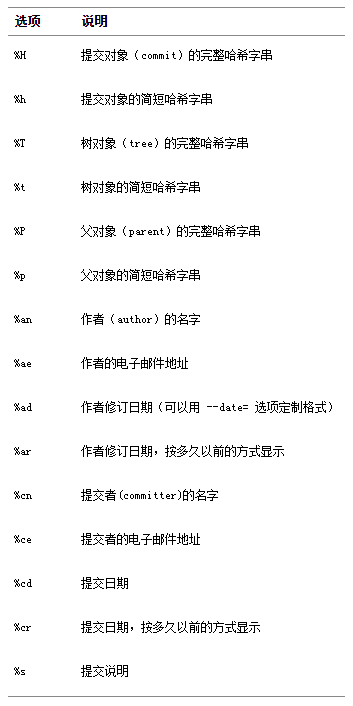 选项 说明
%H 提交对象（commit）的完整哈希字串
%h 提交对象的简短哈希字串
%T 树对象（tree）的完整哈希字串
%t 树对象的简短哈希字串
%P 父对象（parent）的完整哈希字串
%p 父对象的简短哈希字串
%an 作者（author）的名字
%ae 作者的电子邮件地址
%ad 作者修订日期（可以用 --date= 选项定制格式）
%ar 作者修订日期，按多久以前的方式显示
%cn 提交者(committer)的名字
%ce 提交者的电子邮件地址
%cd 提交日期
%cr 提交日期，按多久以前的方式显示
%s 提交说明